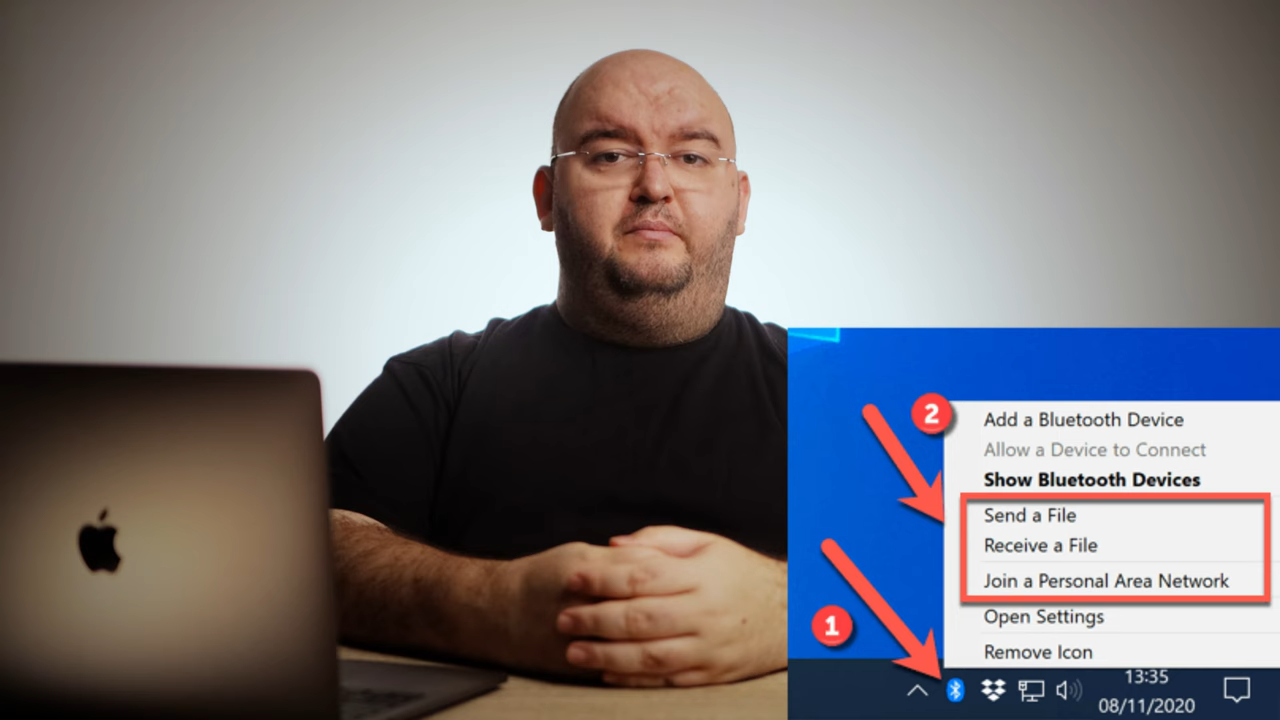 2
Add a Bluetooth Device
Allow a Device to Connect
Show Bluetooth Devices
Send a File
Receive a File
Join a Personal Area Network
1
Open Settings
Remove Icon
13:35
08/11/2020